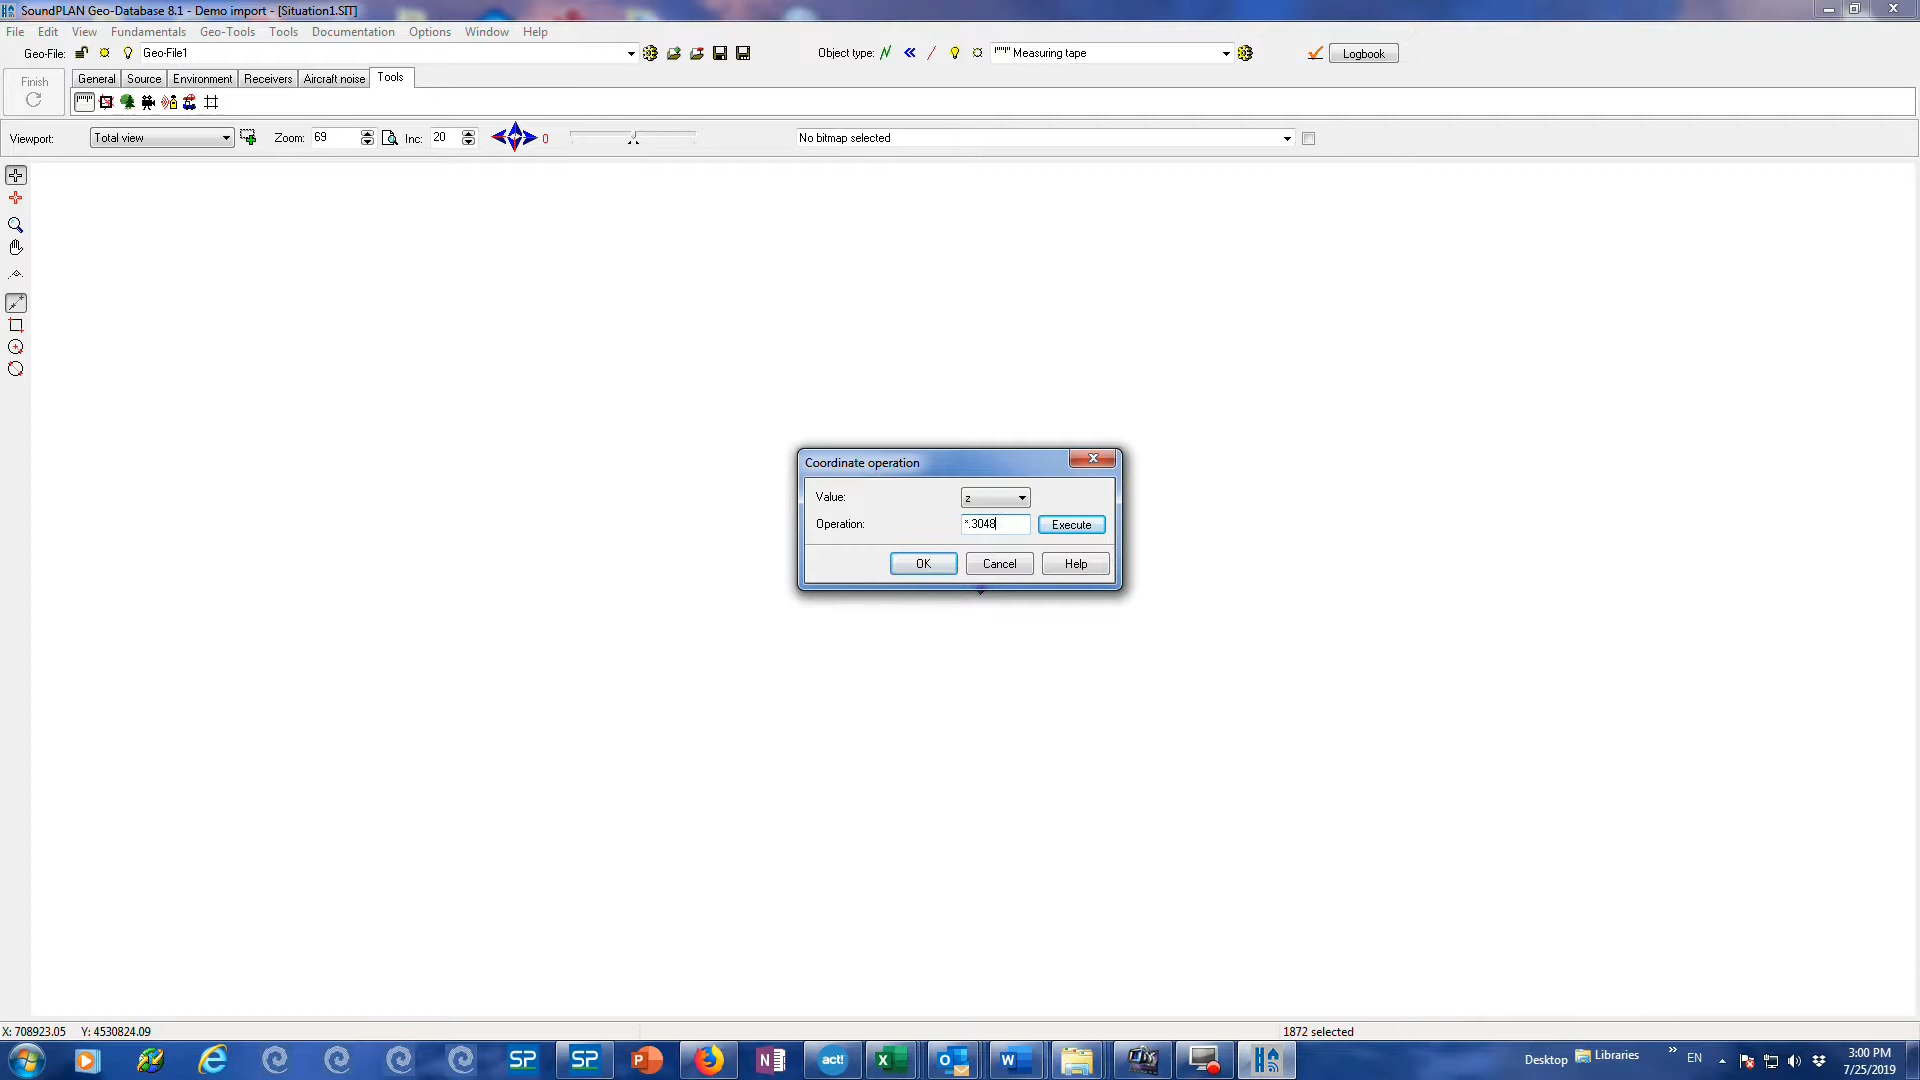 SoundPLAN Geo-Database 8.1 - Demo import - [Situation1.SIT]
File Edit View Fundamentals Geo-Tools Tools Documentation Options Window Help
Geo-File: Geo-File1 Object type: Measuring tape Logbook
Finish General Source Environment Receivers Aircraft noise Tools
Viewport: Total view Zoom: 69 Inc: 20 0 No bitmap selected
Coordinate operation
Value: z
Operation: *.3048 Execute
OK Cancel Help
X: 708923.05 Y: 4530824.09 1872 selected
SP SP P N act! X O W Desktop Libraries » EN 3:00 PM
7/25/2019